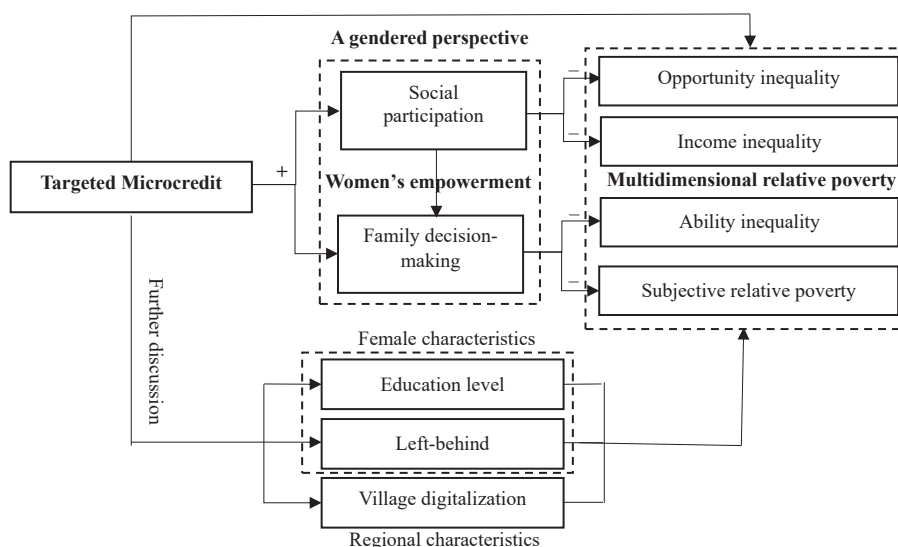 A gendered perspective
Social
participation
Opportunity inequality
Income inequality
Targeted Microcredit
+
Women's empowerment
Multidimensional relative poverty
Family decision-
making
Ability inequality
Subjective relative poverty
−
−
−
−
Further discussion
Female characteristics
Education level
Left-behind
Village digitalization
Regional characteristics